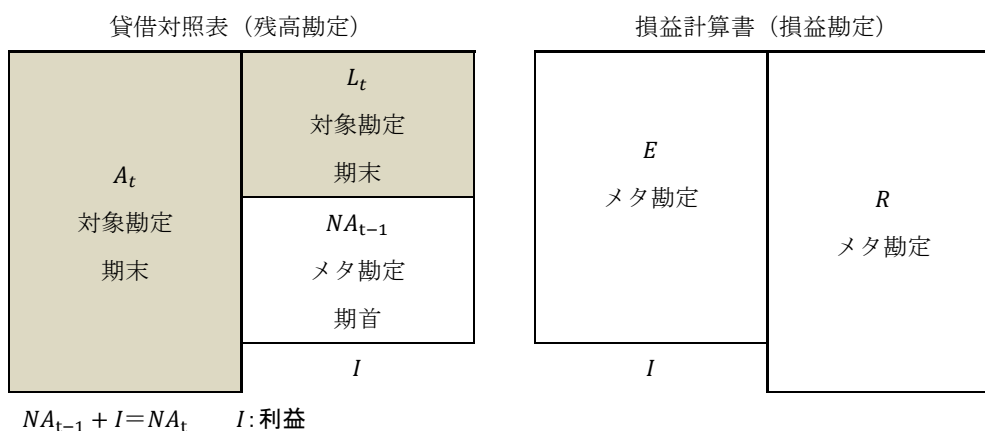 貸借対照表（残高勘定）
A_t
対象勘定
期末
L_t
対象勘定
期末
NA_{t−1}
メタ勘定
期首
I
損益計算書（損益勘定）
E
メタ勘定
I
R
メタ勘定
NA_{t−1} + I＝NA_t　　I:利益